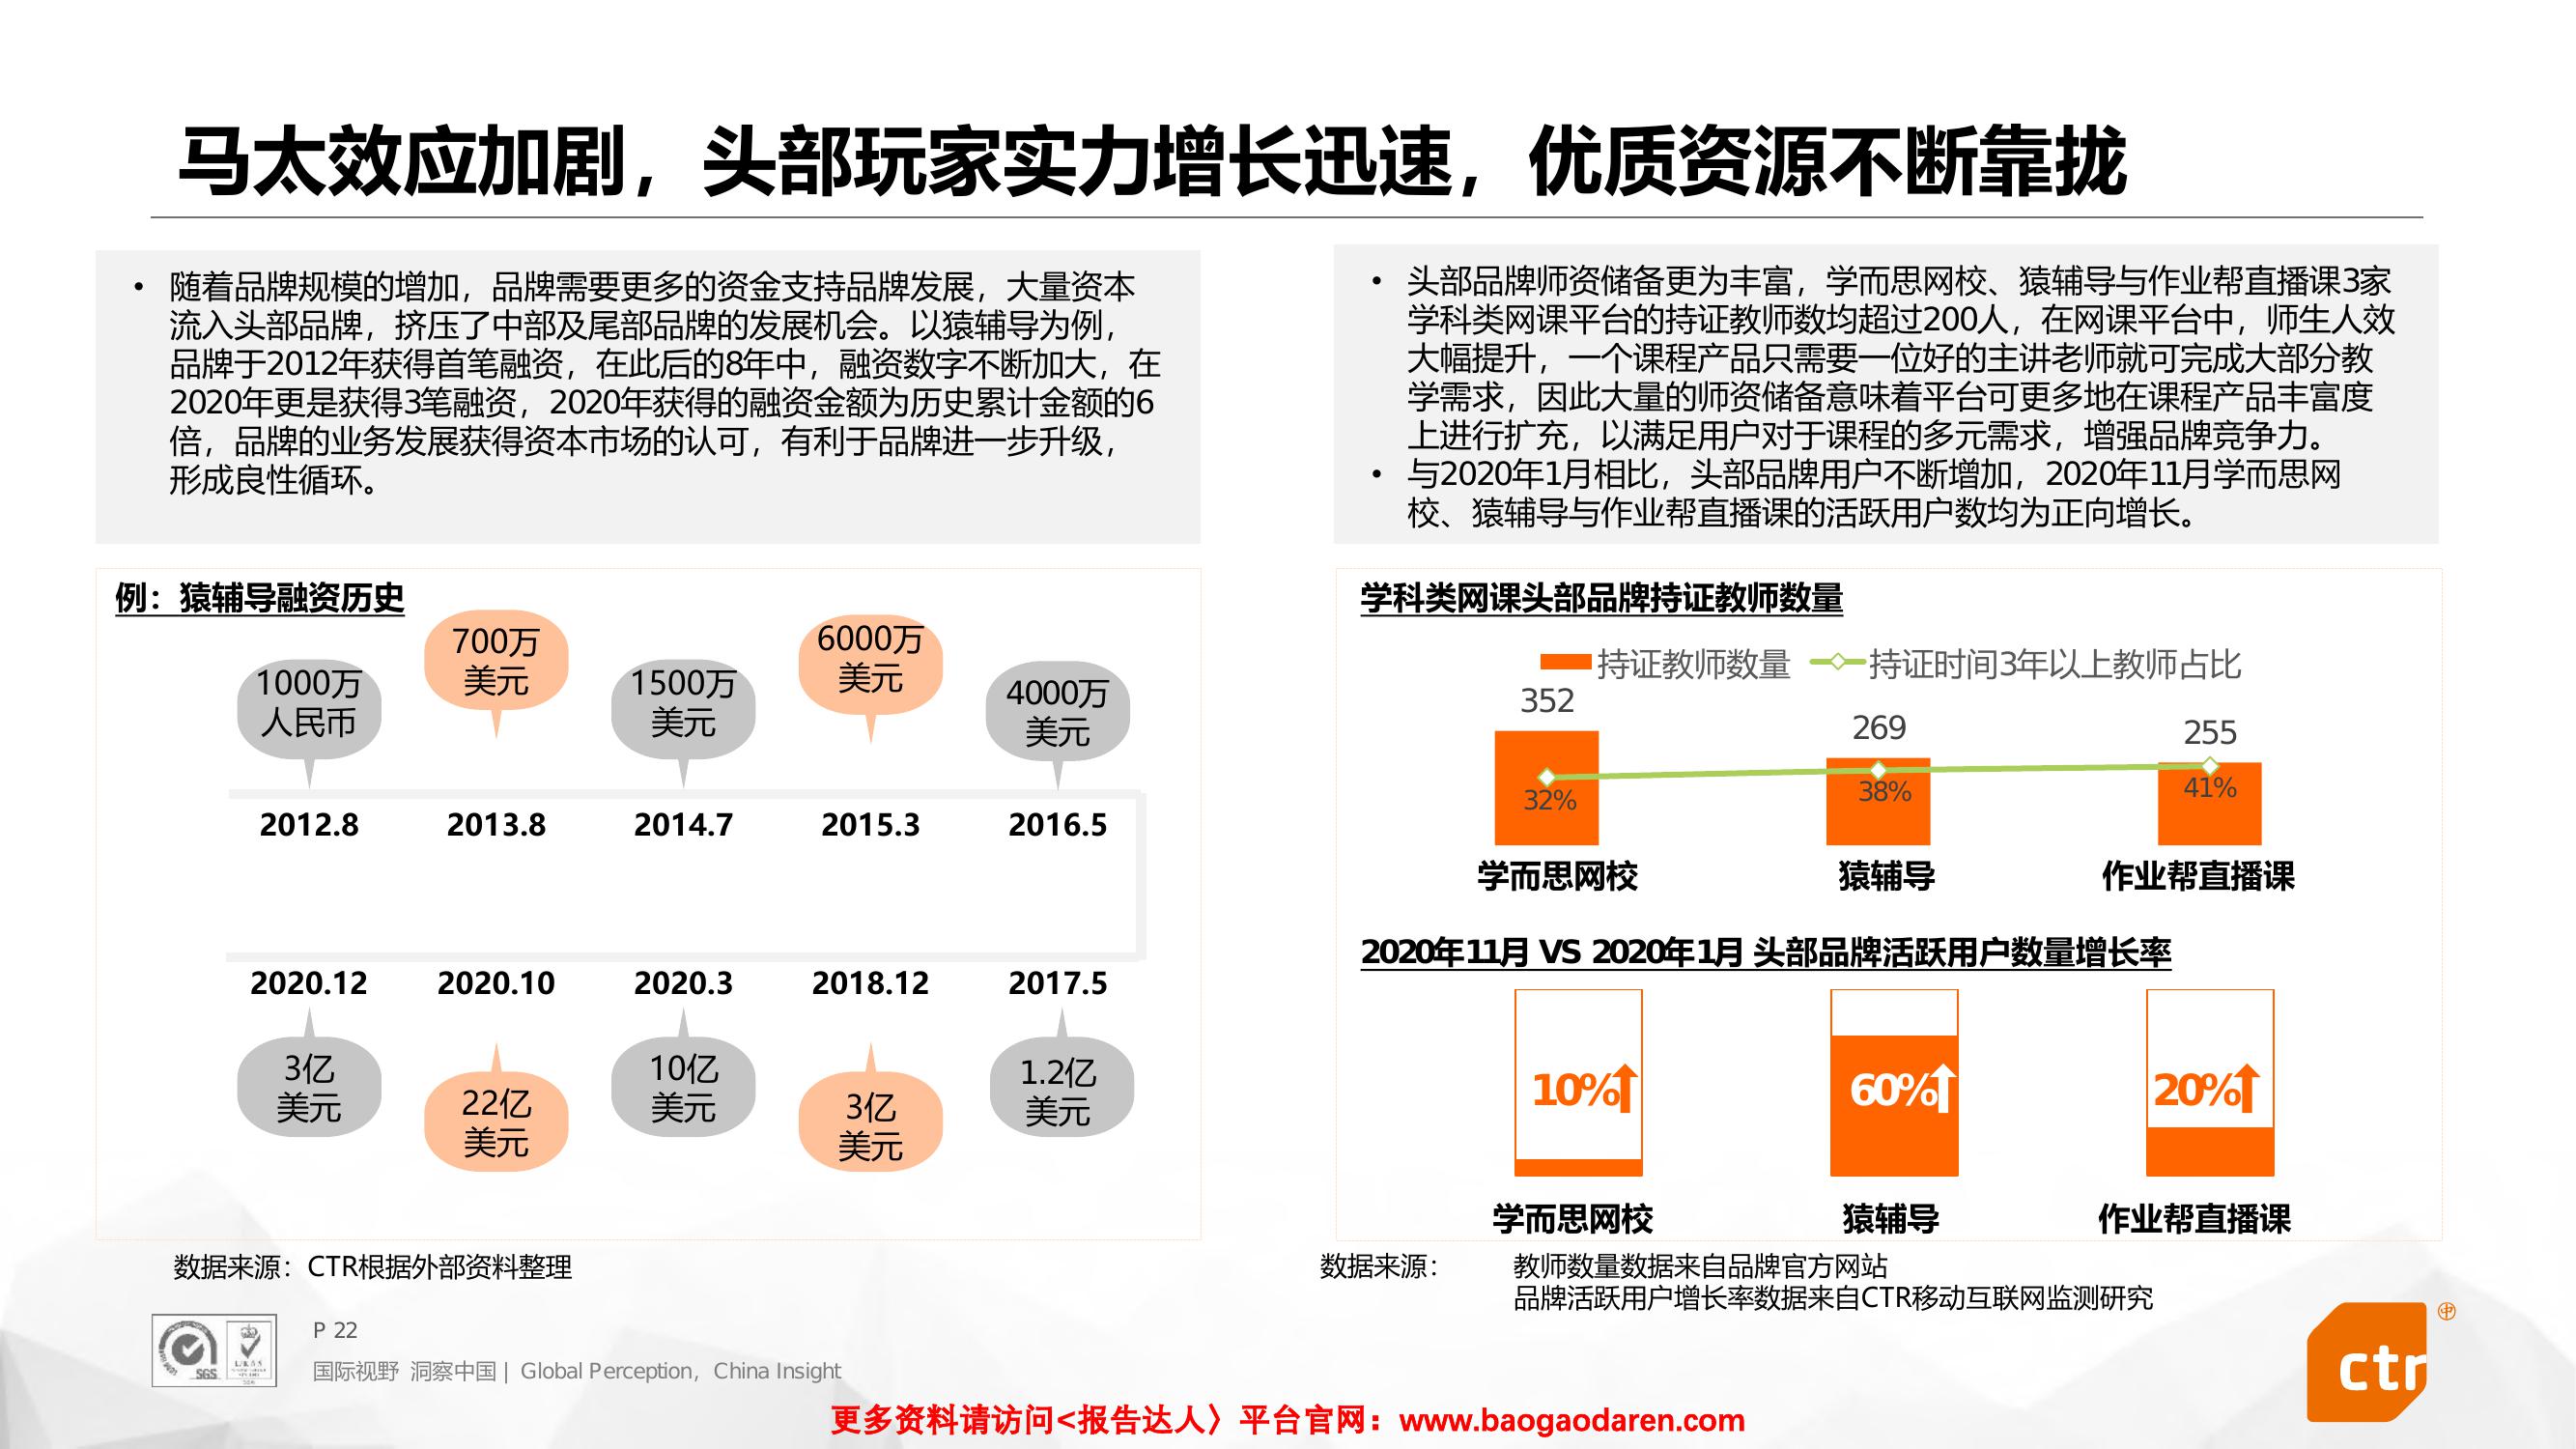 马太效应加剧，头部玩家实力增长迅速，优质资源不断靠拢
• 随着品牌规模的增加，品牌需要更多的资金支持品牌发展，大量资本
流入头部品牌，挤压了中部及尾部品牌的发展机会。以猿辅导为例，
品牌于2012年获得首笔融资，在此后的8年中，融资数字不断加大，在
2020年更是获得3笔融资，2020年获得的融资金额为历史累计金额的6
倍，品牌的业务发展获得资本市场的认可，有利于品牌进一步升级，
形成良性循环。
• 头部品牌师资储备更为丰富，学而思网校、猿辅导与作业帮直播课3家
学科类网课平台的持证教师数均超过200人，在网课平台中，师生人效
大幅提升，一个课程产品只需要一位好的主讲老师就可完成大部分教
学需求，因此大量的师资储备意味着平台可更多地在课程产品丰富度
上进行扩充，以满足用户对于课程的多元需求，增强品牌竞争力。
• 与2020年1月相比，头部品牌用户不断增加，2020年11月学而思网
校、猿辅导与作业帮直播课的活跃用户数均为正向增长。
例：猿辅导融资历史
1000万
人民币
700万
美元
1500万
美元
6000万
美元
4000万
美元
2012.8 2013.8 2014.7 2015.3 2016.5
2020.12 2020.10 2020.3 2018.12 2017.5
3亿
美元
22亿
美元
10亿
美元
3亿
美元
1.2亿
美元
数据来源：CTR根据外部资料整理
学科类网课头部品牌持证教师数量
持证教师数量 持证时间3年以上教师占比
352 269 255
32% 38% 41%
学而思网校 猿辅导 作业帮直播课
2020年11月 VS 2020年1月 头部品牌活跃用户数量增长率
10% 60% 20%
学而思网校 猿辅导 作业帮直播课
数据来源： 教师数量数据来自品牌官方网站
品牌活跃用户增长率数据来自CTR移动互联网监测研究
SGS
P 22
国际视野 洞察中国 | Global Perception, China Insight
ctr
更多资料请访问<报告达人〉平台官网：www.baogaodaren.com